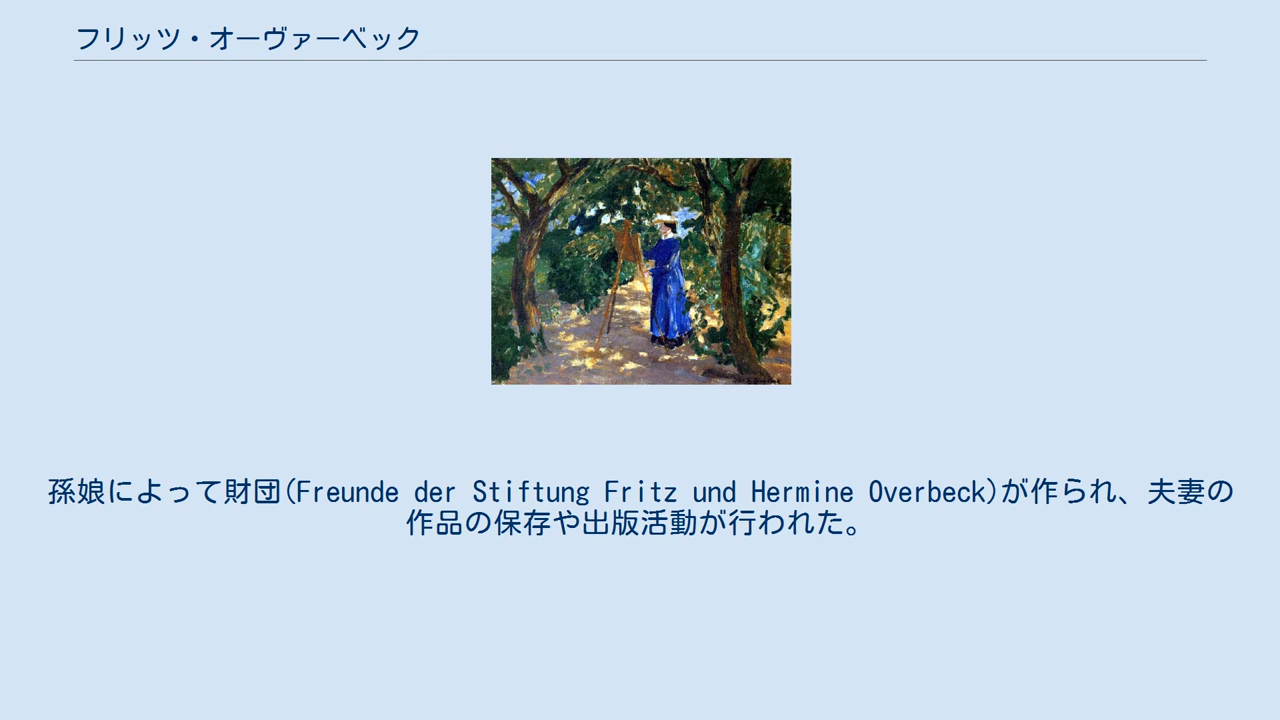 フリッツ・オーヴァーベック
孫娘によって財団(Freunde der Stiftung Fritz und Hermine Overbeck)が作られ、夫妻の
作品の保存や出版活動が行われた。